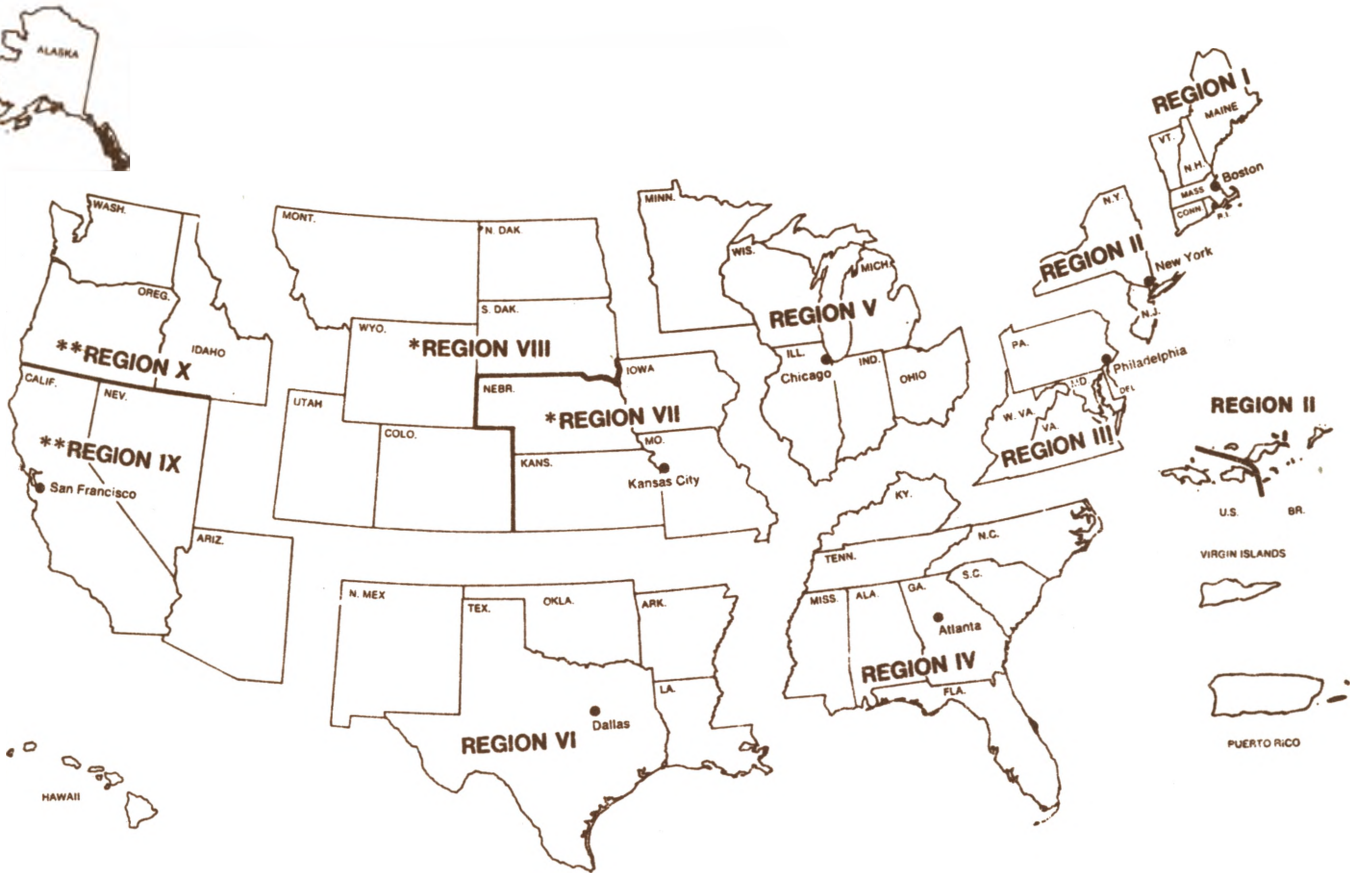 ALASKA
REGION I
MAINE
VT.
N.H.
Boston
MASS
CONN
R.I.
WASH.
MONT.
N. DAK
MINN.
N.Y.
WIS.
REGION II
New York
MICH
OREG.
S. DAK.
REGION V
N.J.
WYO.
**REGION X
IDAHO
*REGION VIII
PA.
ILL.
IND.
Philadelphia
Chicago
IOWA
OHIO
CALIF.
NEV.
UTAH
NEBR.
MD
DEL
*REGION VII
W. VA.
VA.
REGION II
COLO.
MO.
REGION III
**REGION IX
KANS.
Kansas City
San Francisco
KY.
U.S.
BR.
ARIZ.
TENN.
N.C.
VIRGIN ISLANDS
S.C.
N. MEX
TEX.
OKLA.
ARK.
MISS.
ALA.
GA.
Atlanta
REGION IV
LA.
FLA.
Dallas
REGION VI
PUERTO RICO
HAWAII